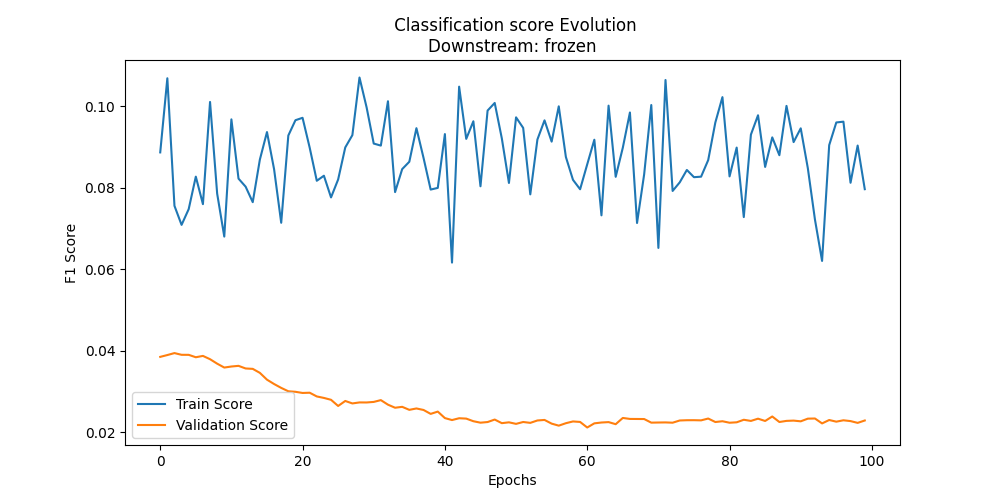 Classification score Evolution
Downstream: frozen
F1 Score
0.10
0.08
0.06
0.04
0.02
Train Score
Validation Score
0
20
40
60
80
100
Epochs